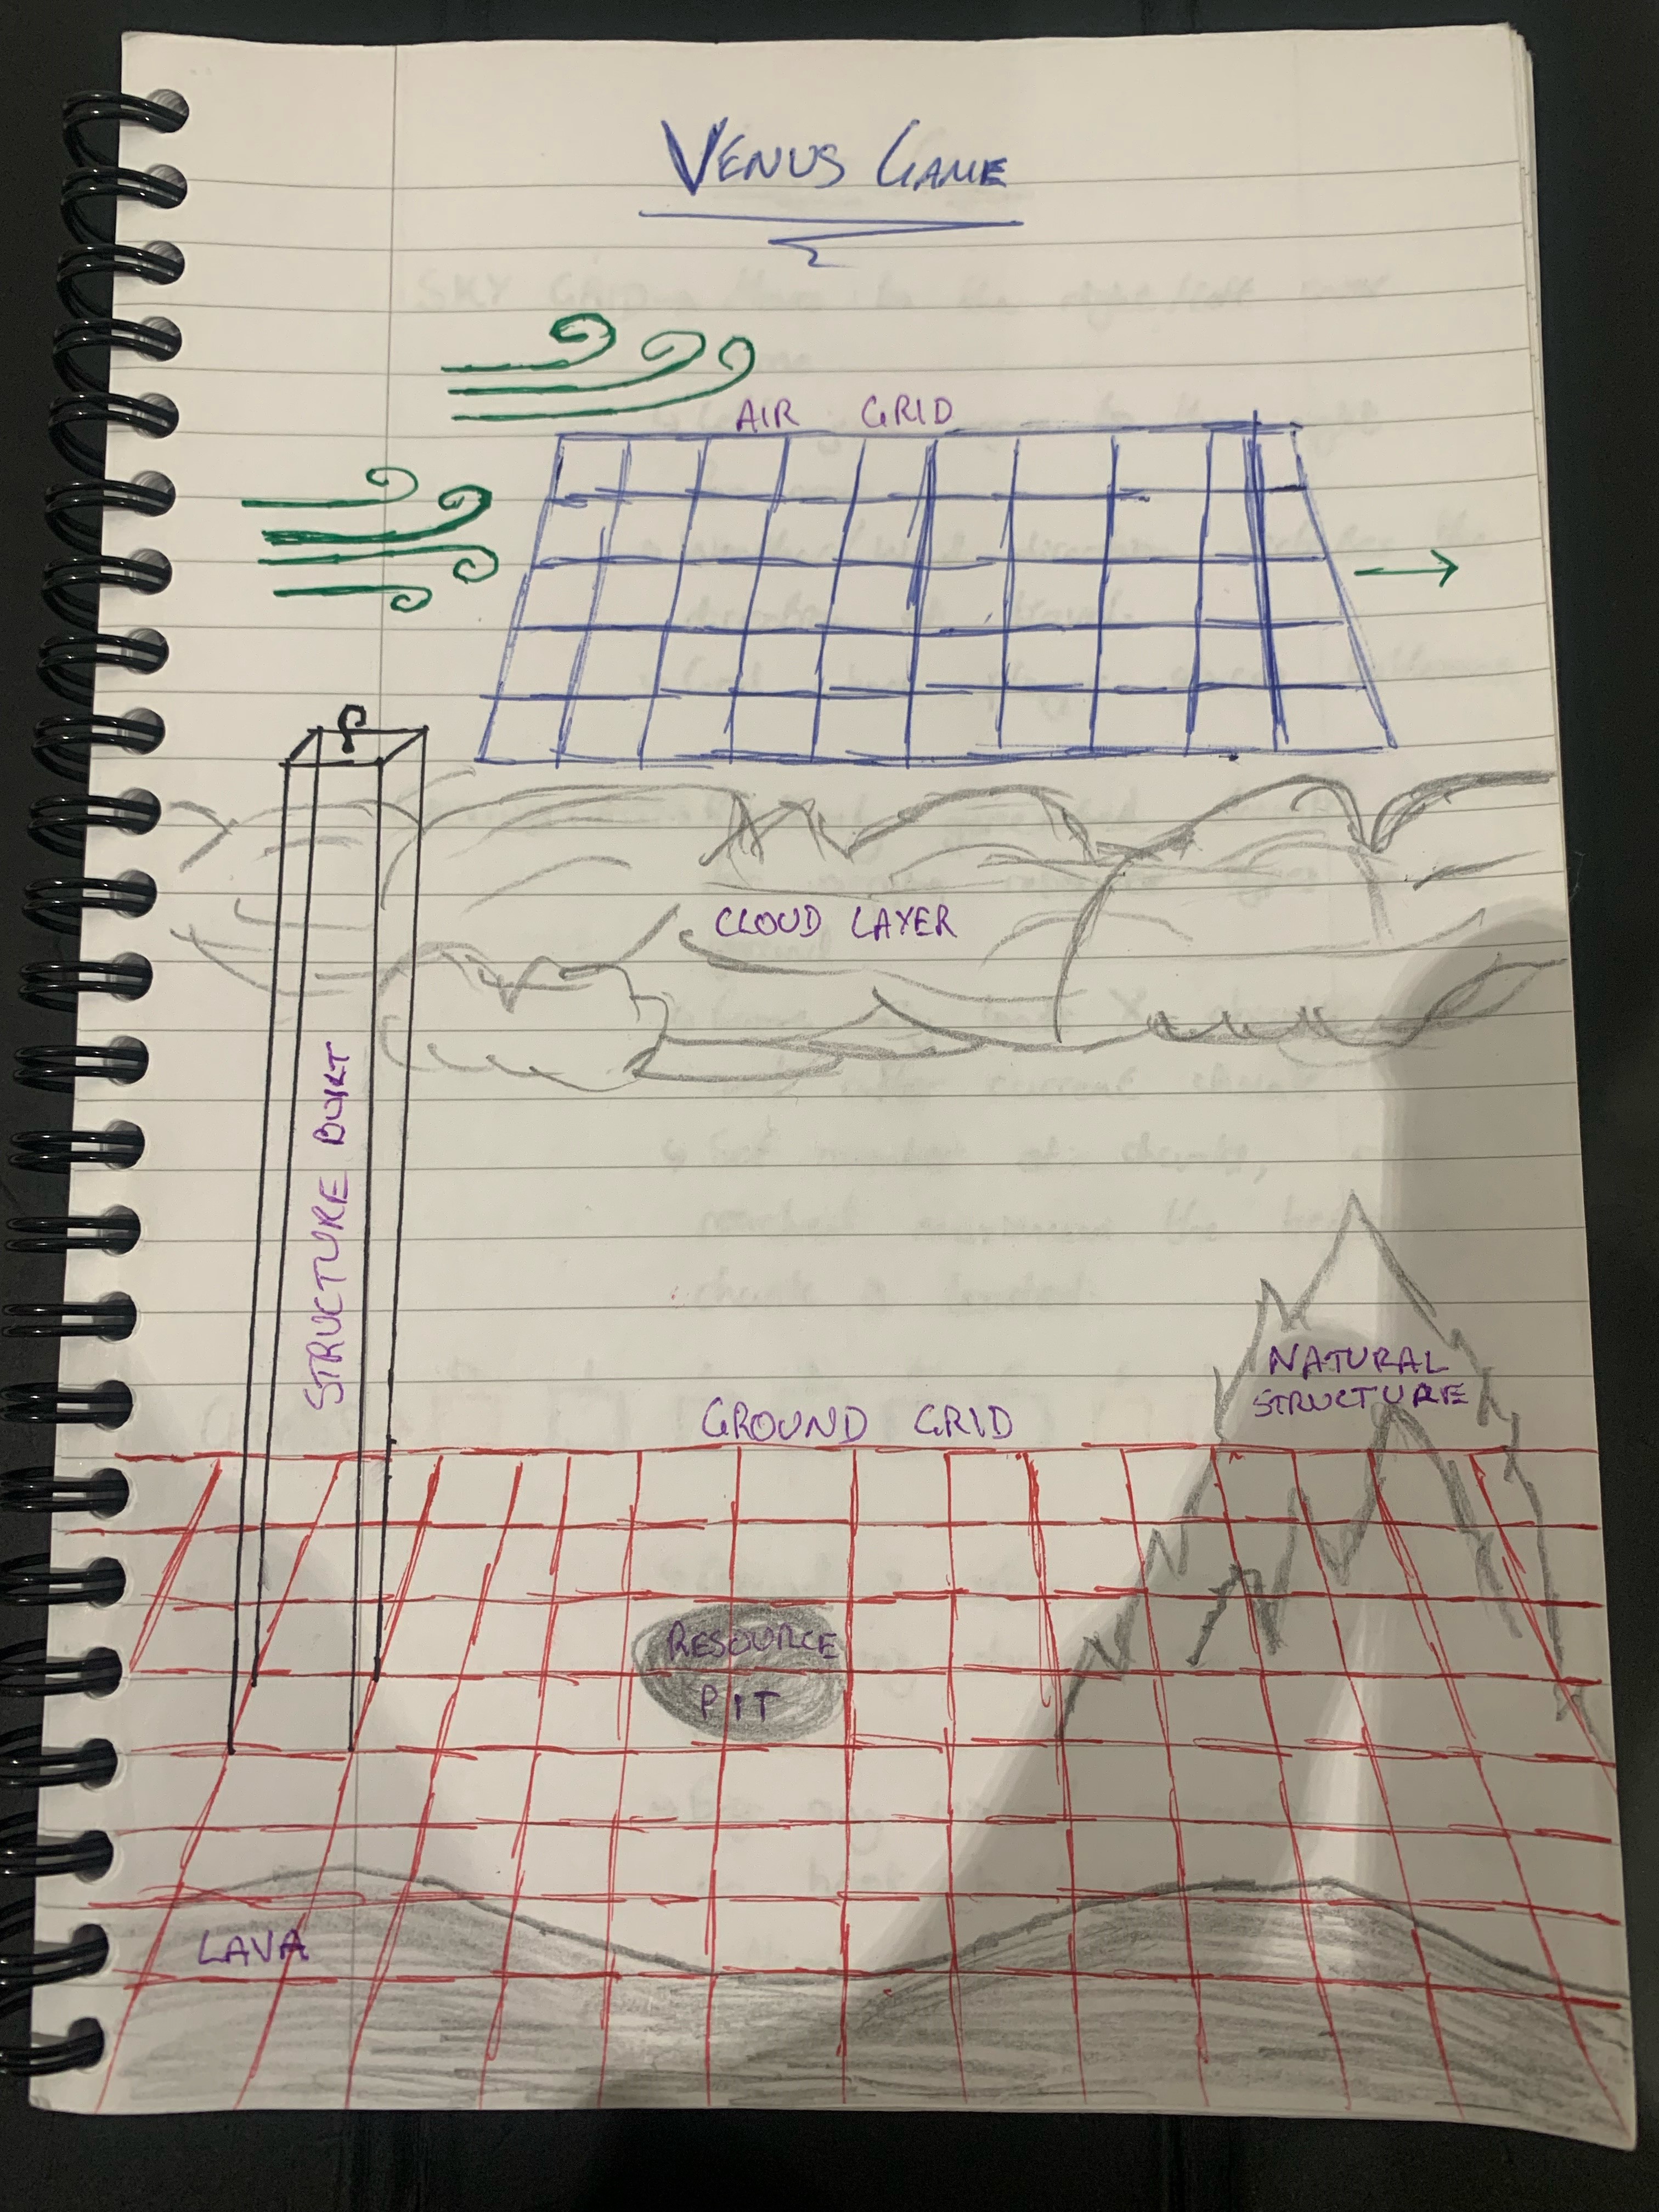 VENUS GAME
AIR GRID
CLOUD LAYER
STRUCTURE BUILT
NATURAL
STRUCTURE
GROUND GRID
RESOURCE
PIT
LAVA